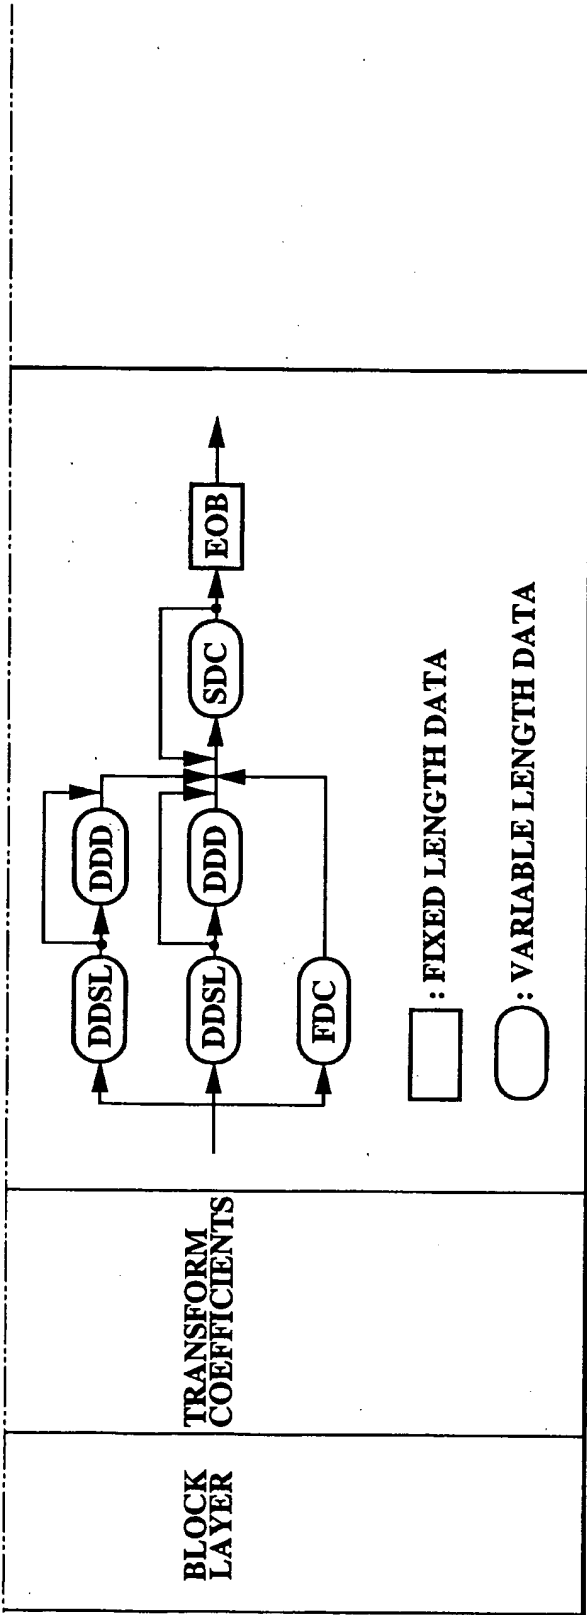 BLOCK
LAYER
TRANSFORM
COEFFICIENTS
DDSL
DDD
DDSL
DDD
SDC
EOB
FDC
: FIXED LENGTH DATA
: VARIABLE LENGTH DATA